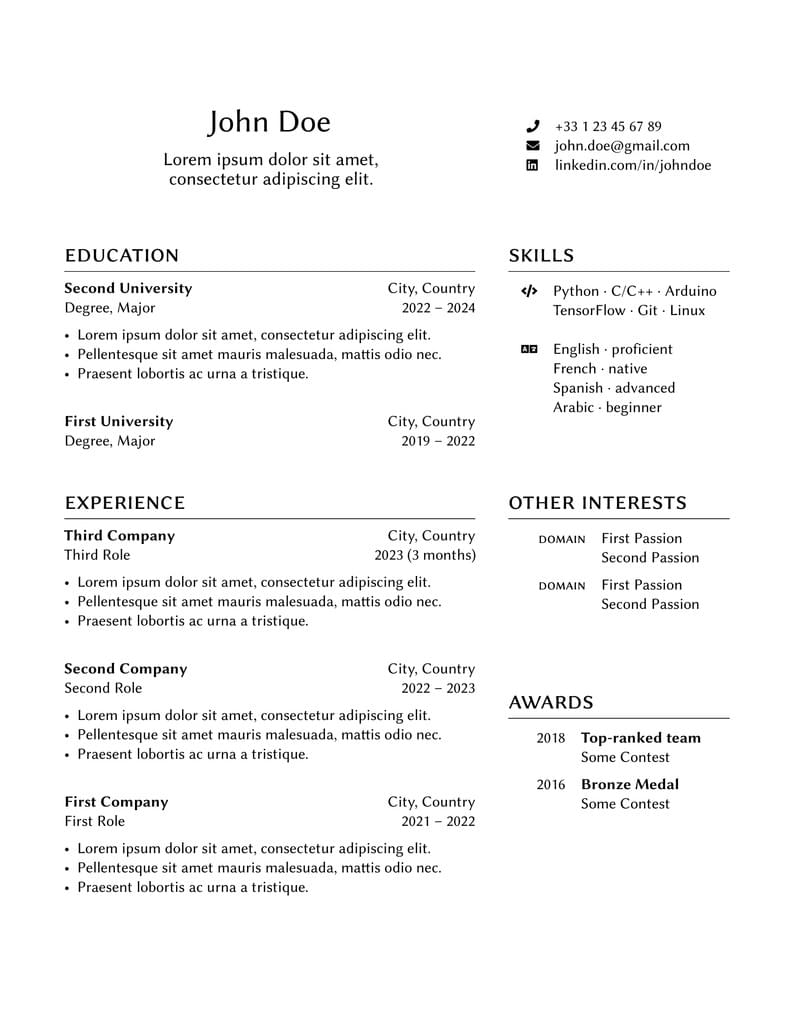 John Doe
Lorem ipsum dolor sit amet,
consectetur adipiscing elit.
+33 1 23 45 67 89
john.doe@gmail.com
linkedin.com/in/johndoe
EDUCATION
Second University City, Country
Degree, Major 2022 – 2024
• Lorem ipsum dolor sit amet, consectetur adipiscing elit.
• Pellentesque sit amet mauris malesuada, mattis odio nec.
• Praesent lobortis ac urna a tristique.
First University City, Country
Degree, Major 2019 – 2022
EXPERIENCE
Third Company City, Country
Third Role 2023 (3 months)
• Lorem ipsum dolor sit amet, consectetur adipiscing elit.
• Pellentesque sit amet mauris malesuada, mattis odio nec.
• Praesent lobortis ac urna a tristique.
Second Company City, Country
Second Role 2022 – 2023
• Lorem ipsum dolor sit amet, consectetur adipiscing elit.
• Pellentesque sit amet mauris malesuada, mattis odio nec.
• Praesent lobortis ac urna a tristique.
First Company City, Country
First Role 2021 – 2022
• Lorem ipsum dolor sit amet, consectetur adipiscing elit.
• Pellentesque sit amet mauris malesuada, mattis odio nec.
• Praesent lobortis ac urna a tristique.
SKILLS
Python · C/C++ · Arduino
TensorFlow · Git · Linux
English · proficient
French · native
Spanish · advanced
Arabic · beginner
OTHER INTERESTS
DOMAIN First Passion
Second Passion
DOMAIN First Passion
Second Passion
AWARDS
2018 Top-ranked team
Some Contest
2016 Bronze Medal
Some Contest